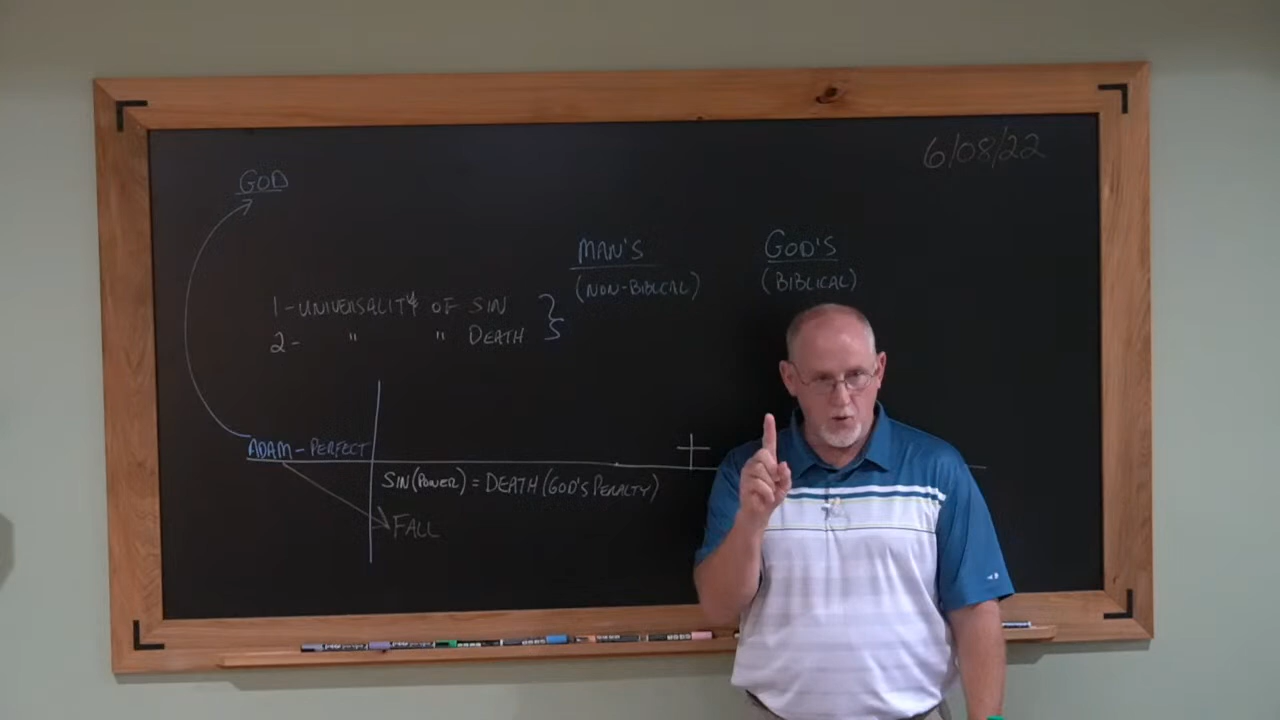 6/08/22
GOD
MAN'S
(NON-BIBLICAL)
GOD'S
(BIBLICAL)
1-UNIVERSALITY OF SIN
2- " " DEATH
ADAM-PERFECT
SIN(POWER)=DEATH(GOD'S PENALTY)
FALL